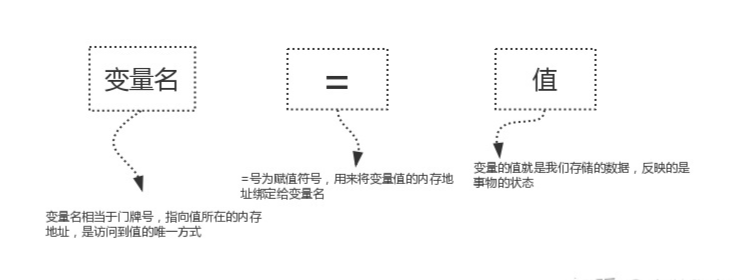 变量名
=
值
变量的值就是我们存储的数据，反映的是
事物的状态
=号为赋值符号，用来将变量值的内存地
址绑定给变量名
变量名相当于门牌号，指向值所在的内存
地址，是访问到值的唯一方式